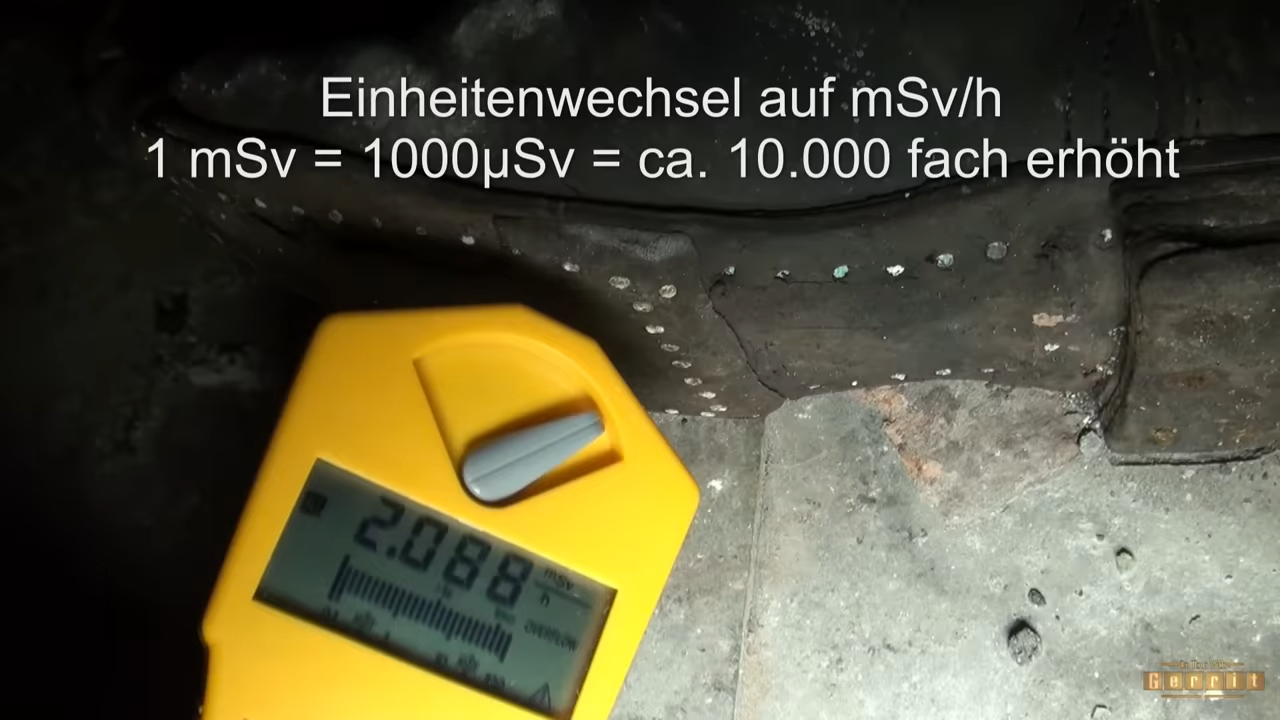 Einheitenwechsel auf mSv/h
1 mSv = 1000µSv = ca. 10.000 fach erhöht
2.088 mSv
h
Gerrit